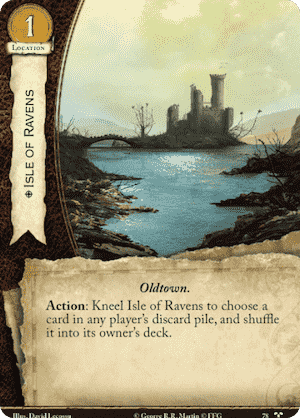 1
LOCATION
ISLE OF RAVENS
Oldtown.
Action: Kneel Isle of Ravens to choose a
card in any player's discard pile, and shuffle
it into its owner's deck.
Illus. David Lecossu
© George R.R. Martin © FFG
78